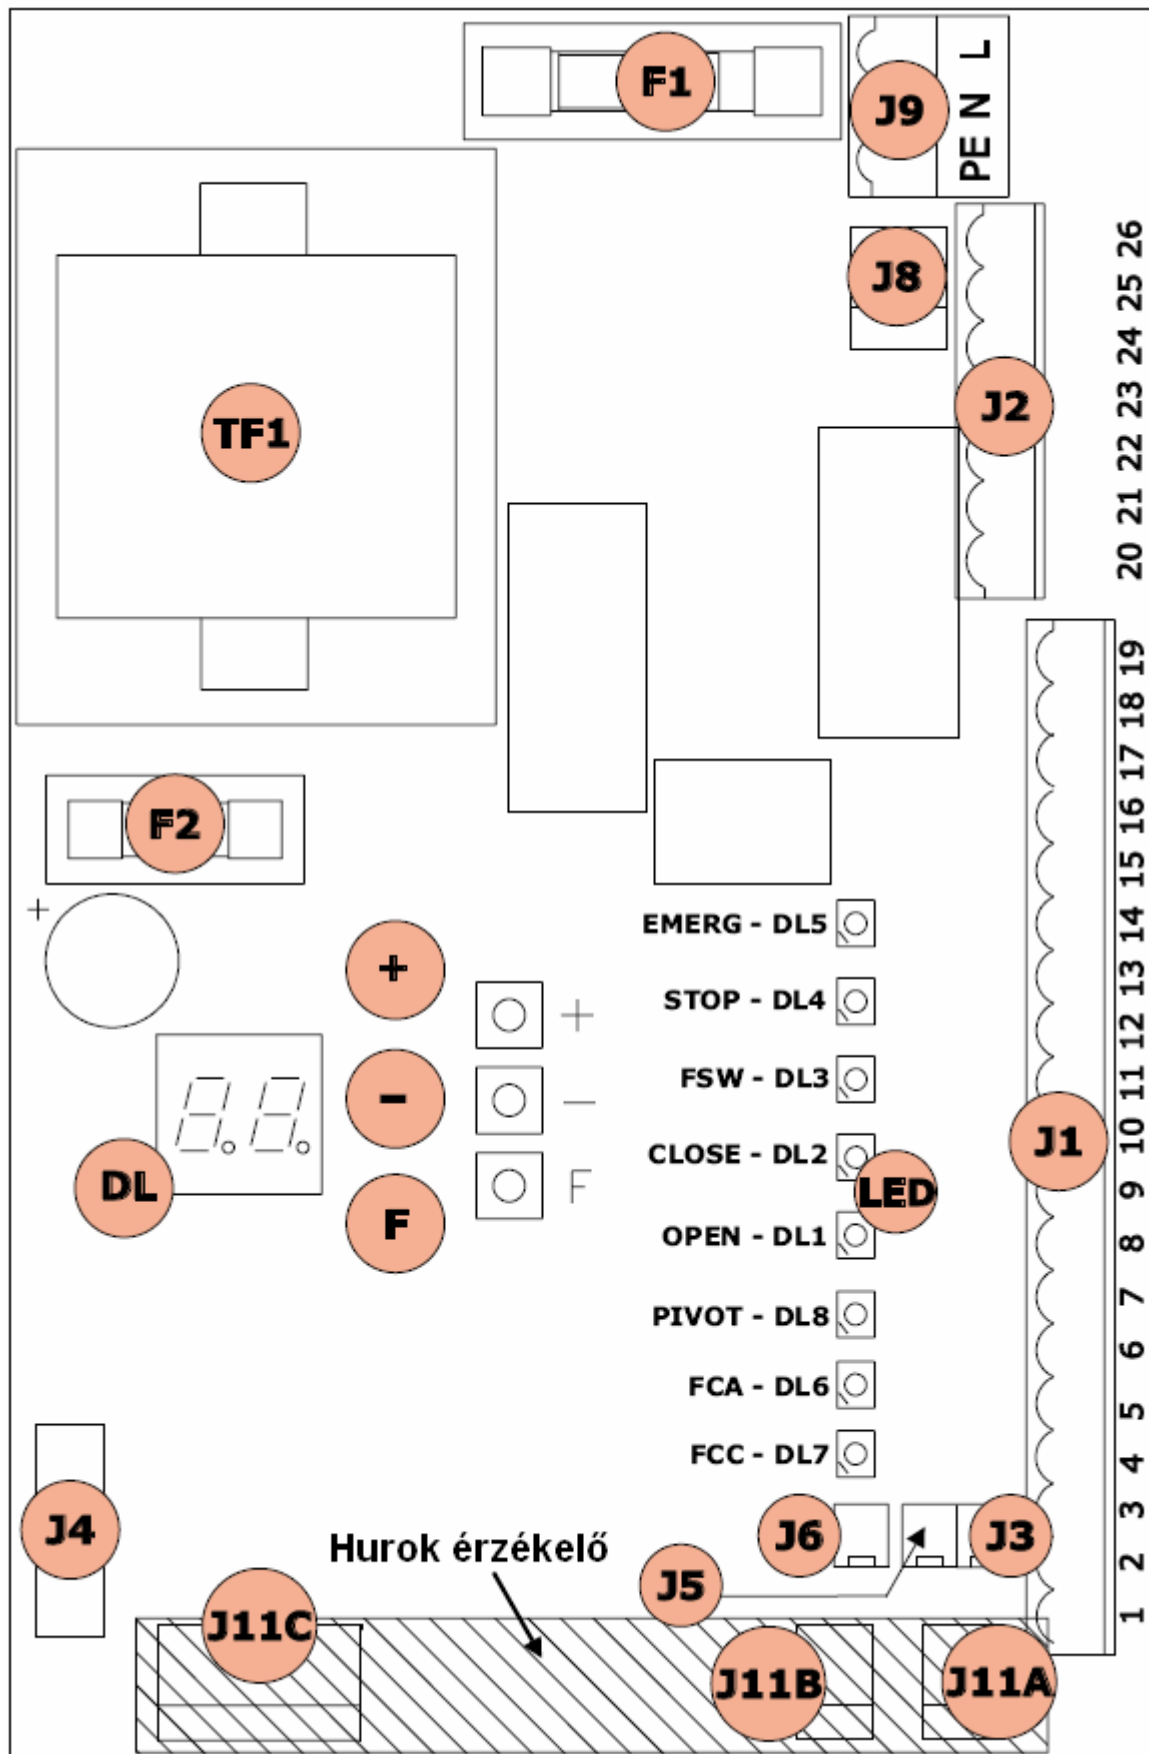 F1
J9
PE N L
J8
J2
26
25
24
23
22
21
20
TF1
19
18
17
16
15
14
13
12
11
10
9
8
7
6
5
4
3
2
1
J1
F2
+
+
-
F
+
–
F
8.8.
DL
EMERG - DL5
STOP - DL4
FSW - DL3
CLOSE - DL2
LED
OPEN - DL1
PIVOT - DL8
FCA - DL6
FCC - DL7
J4
J6
J3
Hurok érzékelő
J5
J11C
J11B
J11A